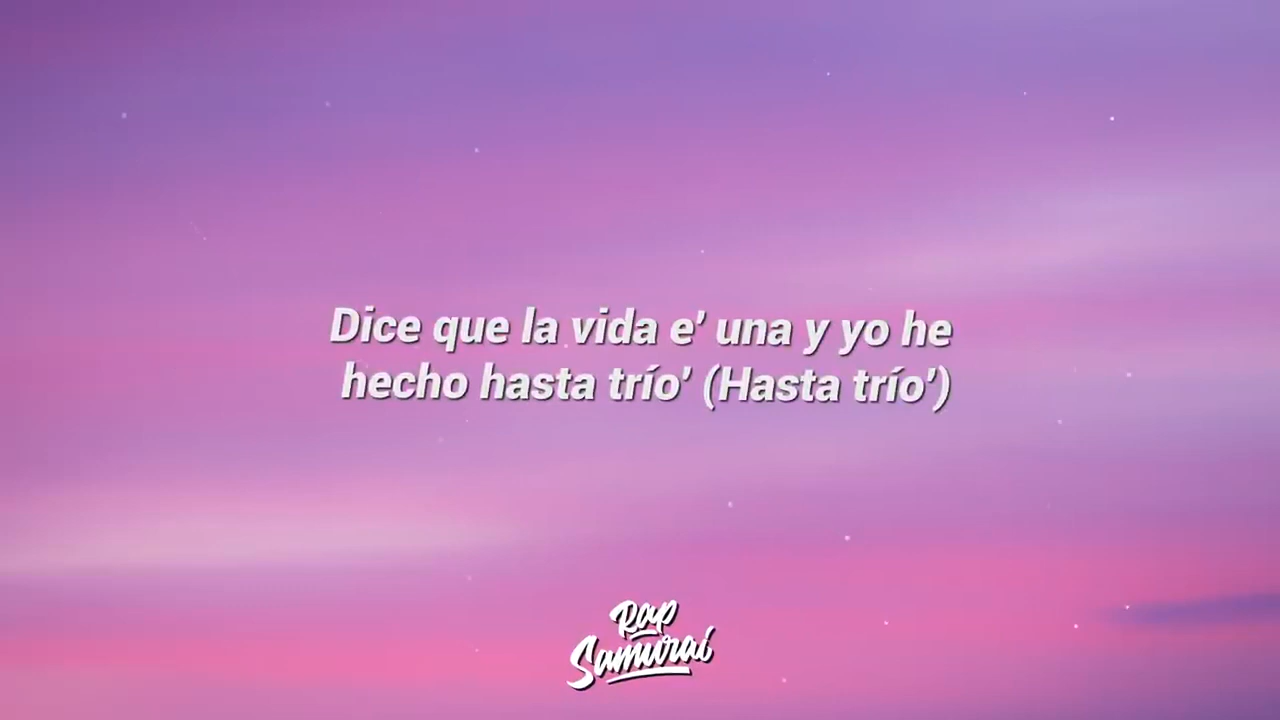 Dice que la vida e' una y yo he
hecho hasta trío' (Hasta trío')
Rap
Samurai